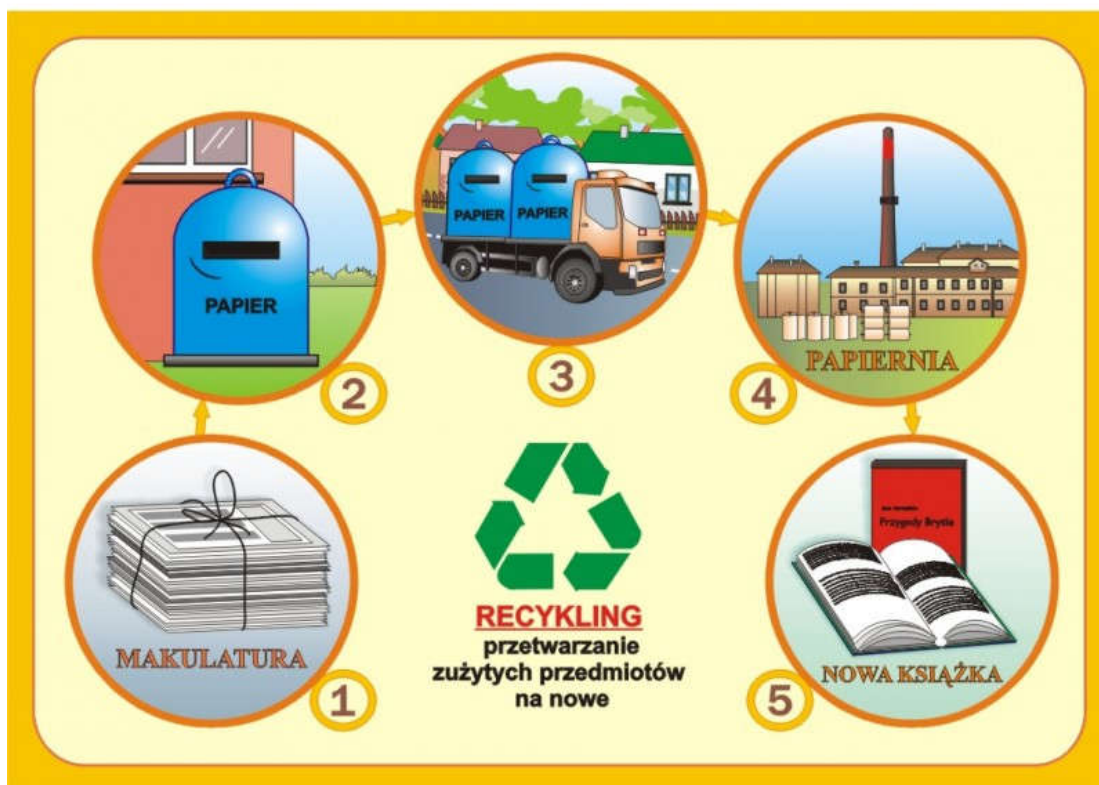 MAKULATURA
1
PAPIER
2
PAPIER
PAPIER
3
PAPIERNIA
4
Przygody Brytla
NOWA KSIĄŻKA
5
RECYKLING
przetwarzanie
zużytych przedmiotów
na nowe